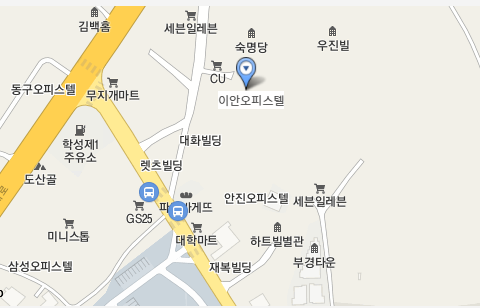 김백홈
세븐일레븐
숙명당
우진빌
CU
동구오피스텔
무지개마트
이안오피스텔
학성제1
주유소
대화빌딩
렛츠빌딩
도산골
안진오피스텔
세븐일레븐
GS25
미니스톱
대학마트
하트빌별관
삼성오피스텔
재복빌딩
부경타운